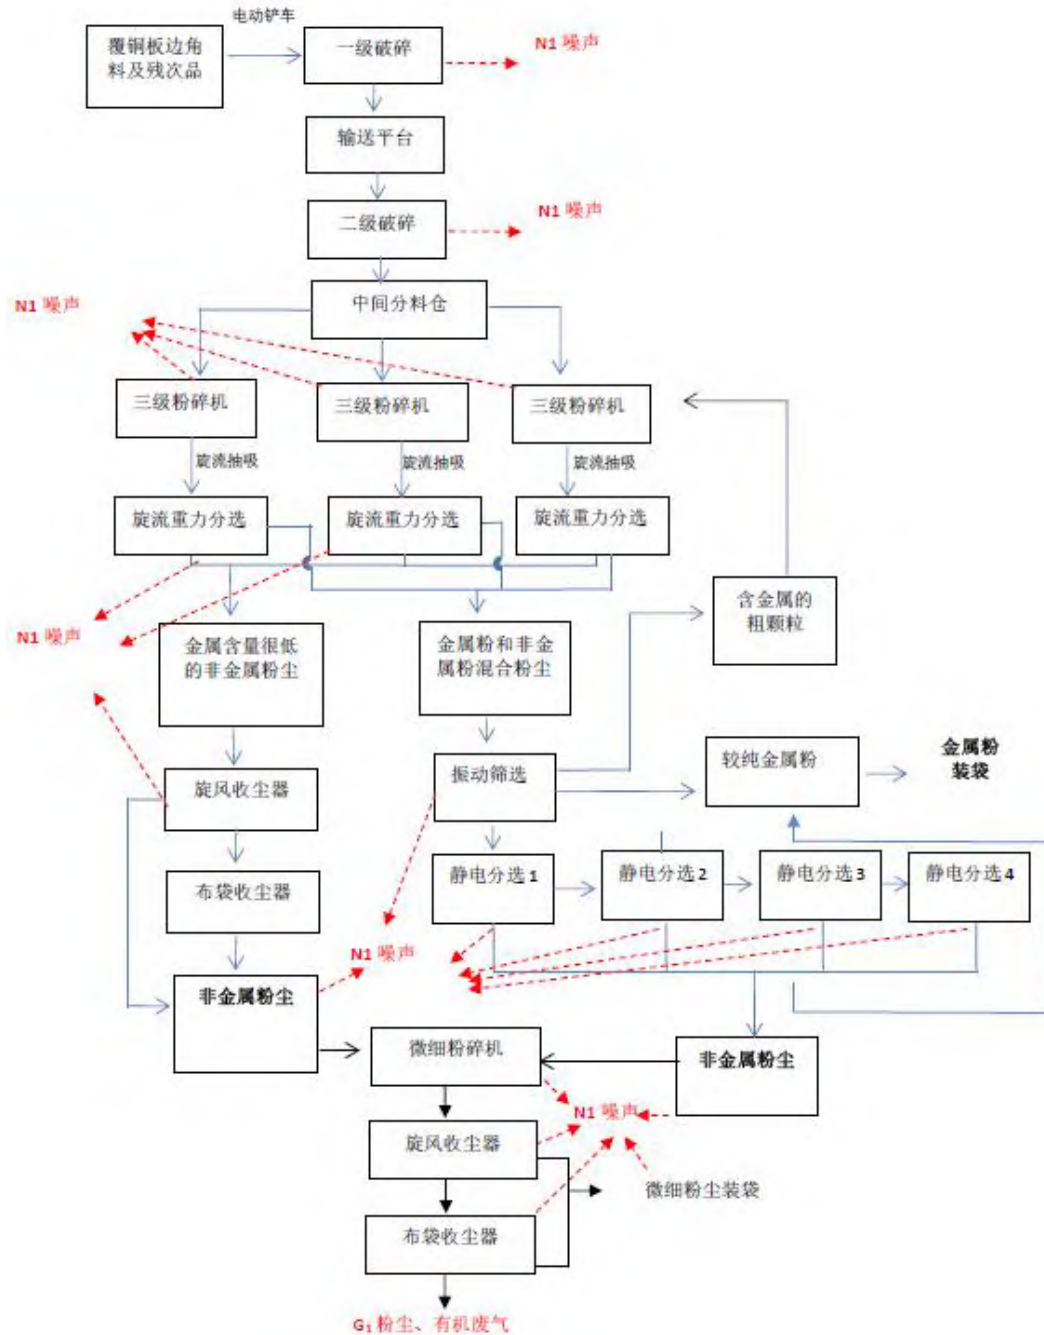 电动铲车
覆铜板边角
料及残次品
一级破碎
N1 噪声
输送平台
二级破碎
N1 噪声
中间分料仓
N1 噪声
三级粉碎机
三级粉碎机
三级粉碎机
旋流抽吸
旋流抽吸
旋流抽吸
旋流重力分选
旋流重力分选
旋流重力分选
N1 噪声
金属含量很低
的非金属粉尘
金属粉和非金
属粉混合粉尘
含金属的
粗颗粒
旋风收尘器
振动筛选
较纯金属粉
金属粉
装袋
布袋收尘器
静电分选 1
静电分选 2
静电分选 3
静电分选 4
N1 噪声
非金属粉尘
微细粉碎机
非金属粉尘
N1 噪声
旋风收尘器
微细粉尘装袋
布袋收尘器
G₁ 粉尘、有机废气